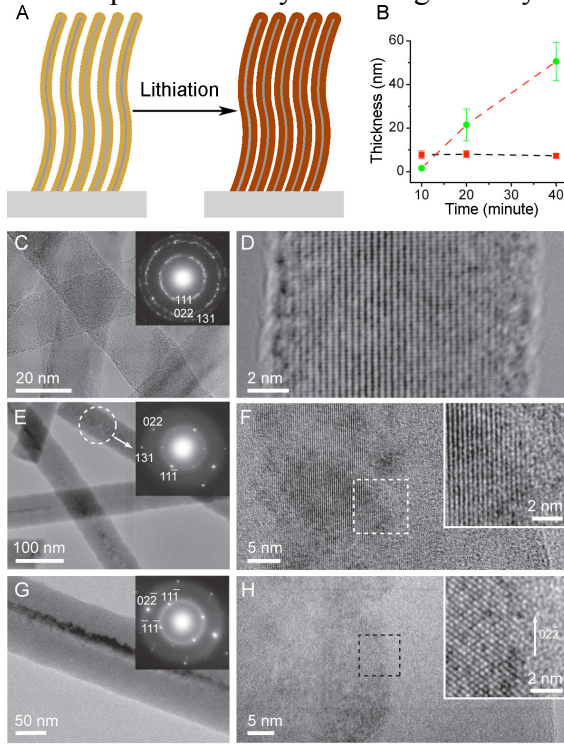 A
Lithiation
B
Thickness (nm)
60
40
20
0
10
20
30
40
Time (minute)
C
111
022
131
20 nm
D
2 nm
E
022
131
111̅
100 nm
F
2 nm
5 nm
G
022̅
111̅
1̅11̅
50 nm
H
022̅
2 nm
5 nm